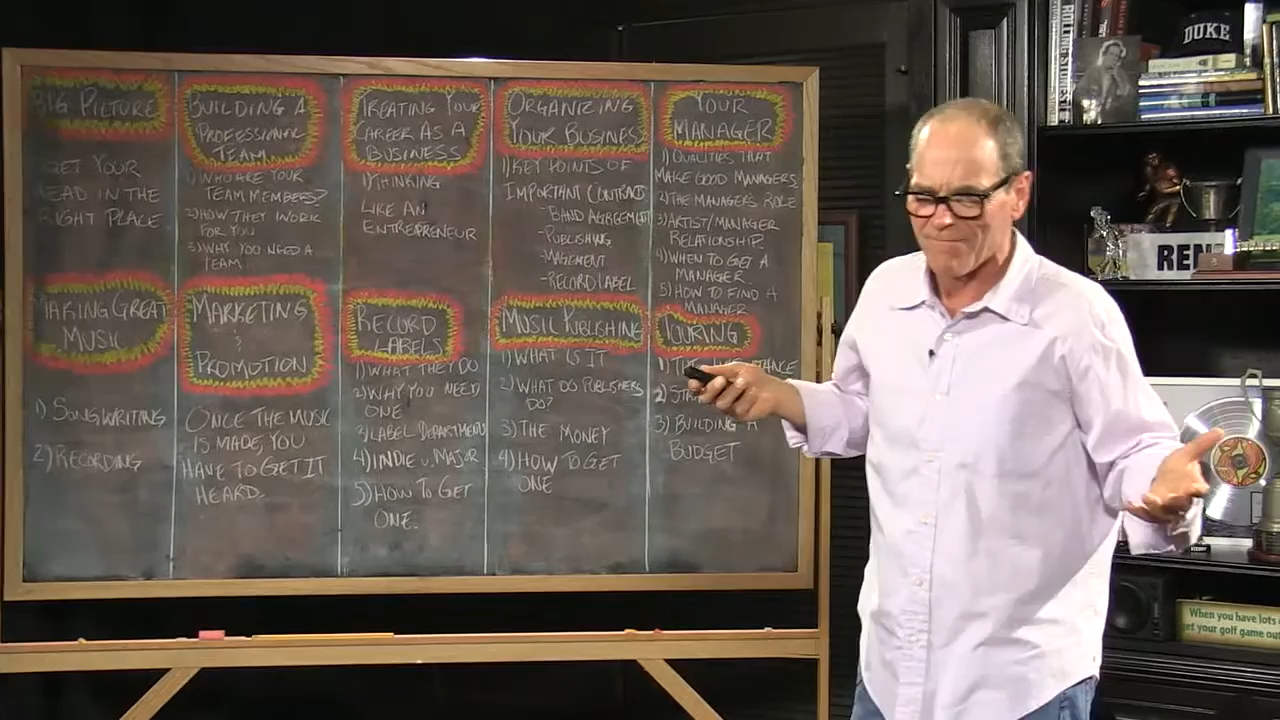 BIG PICTURE
GET YOUR
HEAD IN THE
RIGHT PLACE
BUILDING A
PROFESSIONAL
TEAM
1) WHO ARE YOUR
TEAM MEMBERS?
2) HOW THEY WORK
FOR YOU
3) WHY YOU NEED A
TEAM
TREATING YOUR
CAREER AS A
BUSINESS
1) THINKING
LIKE AN
ENTREPRENEUR
ORGANIZING
YOUR BUSINESS
1) KEY POINTS OF
IMPORTANT CONTRACT
- BAND AGREEMENT
- PUBLISHING
- MAGEMENT
- RECORD LABEL
YOUR
MANAGER
1) QUALITIES THAT
MAKE GOOD MANAGERS
2) THE MANAGERS ROLE
3) ARTIST/MANAGER
RELATIONSHIP
4) WHEN TO GET A
MANAGER
5) HOW TO FIND A
MANAGER
MAKING GREAT
MUSIC
1) SONGWRITING
2) RECORDING
MARKETING
&
PROMOTION
ONCE THE MUSIC
IS MADE, YOU
HAVE TO GET IT
HEARD.
RECORD
LABELS
1) WHAT THEY DO
2) WHY YOU NEED
ONE
3) LABEL DEPARTMENTS
4) INDIE v. MAJOR
5) HOW TO GET
ONE.
MUSIC PUBLISHING
1) WHAT IS IT
2) WHAT DO PUBLISHERS
DO?
3) THE MONEY
4) HOW TO GET
ONE
TOURING
1)
2)
3) BUILDING A
BUDGET
ROLLING STONE
DUKE
REN
When you have lots
get your golf game